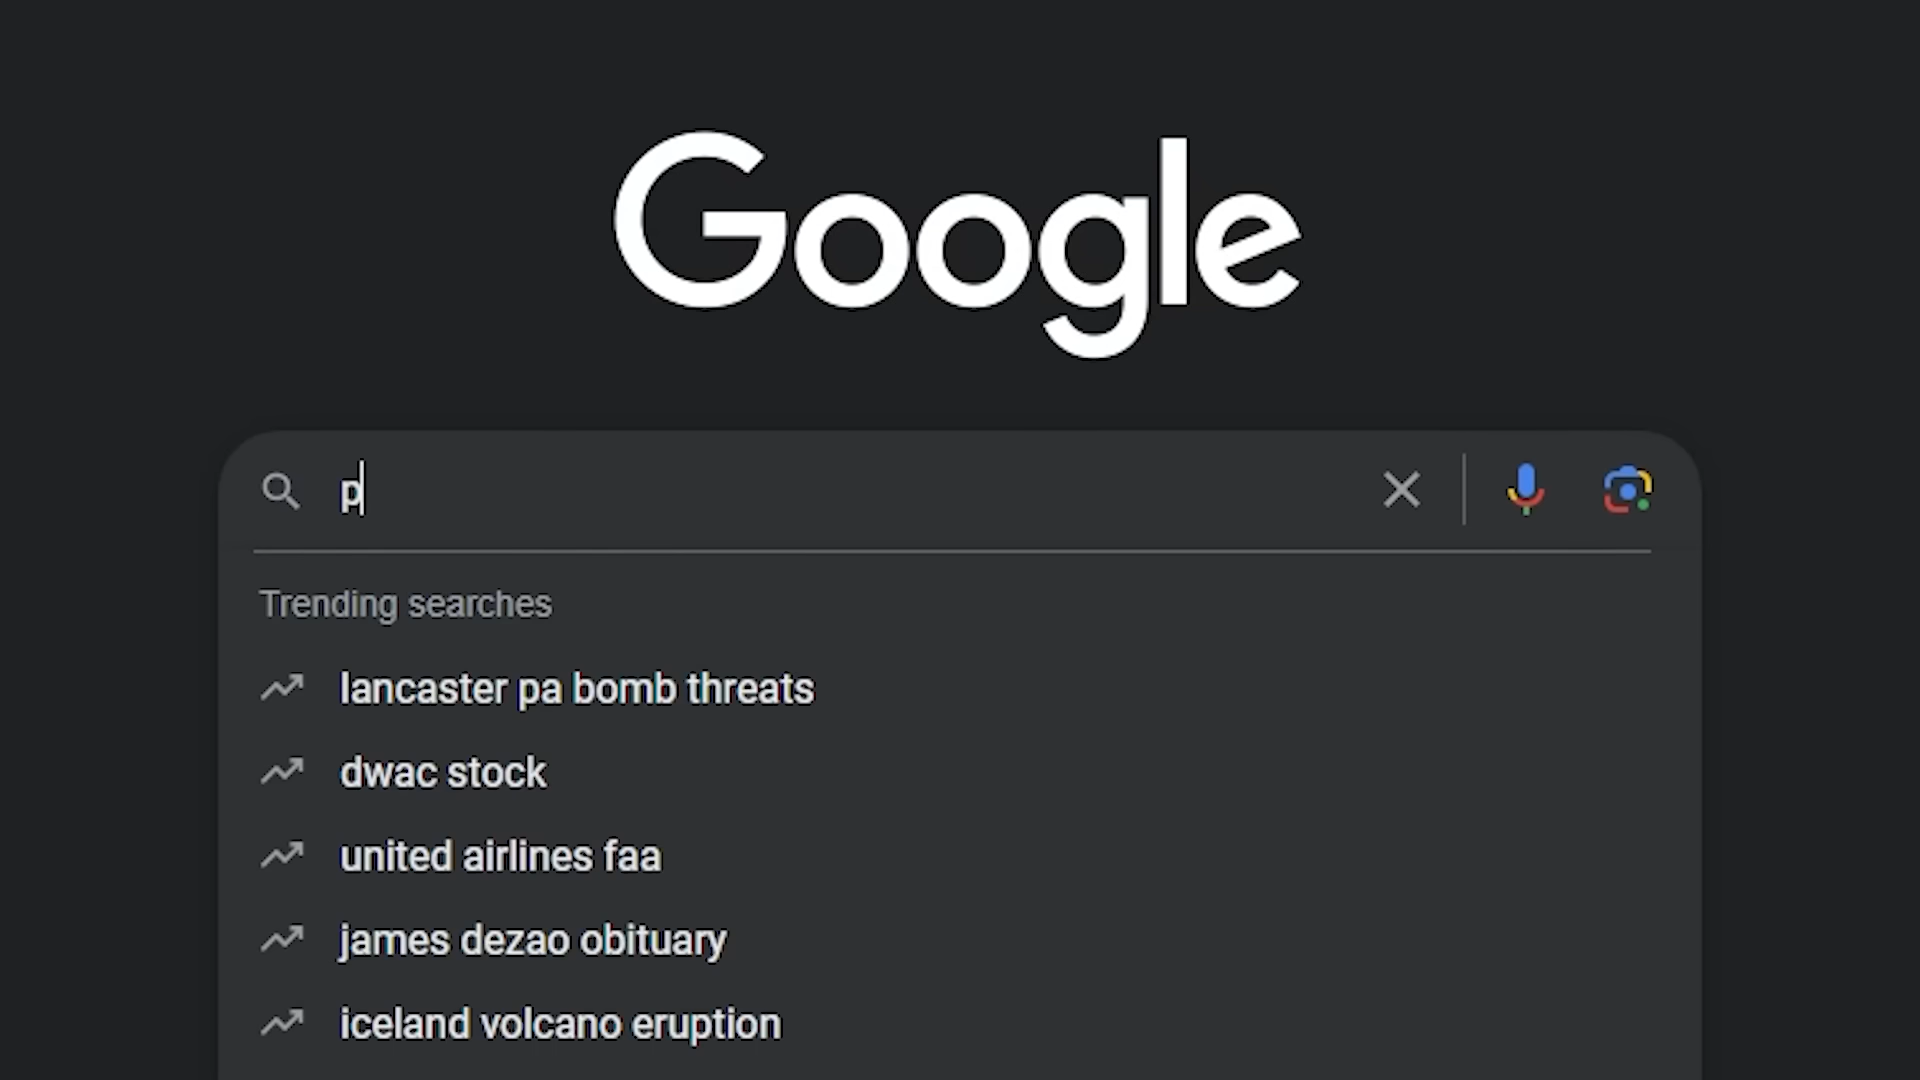 Google
p
Trending searches
lancaster pa bomb threats
dwac stock
united airlines faa
james dezao obituary
iceland volcano eruption